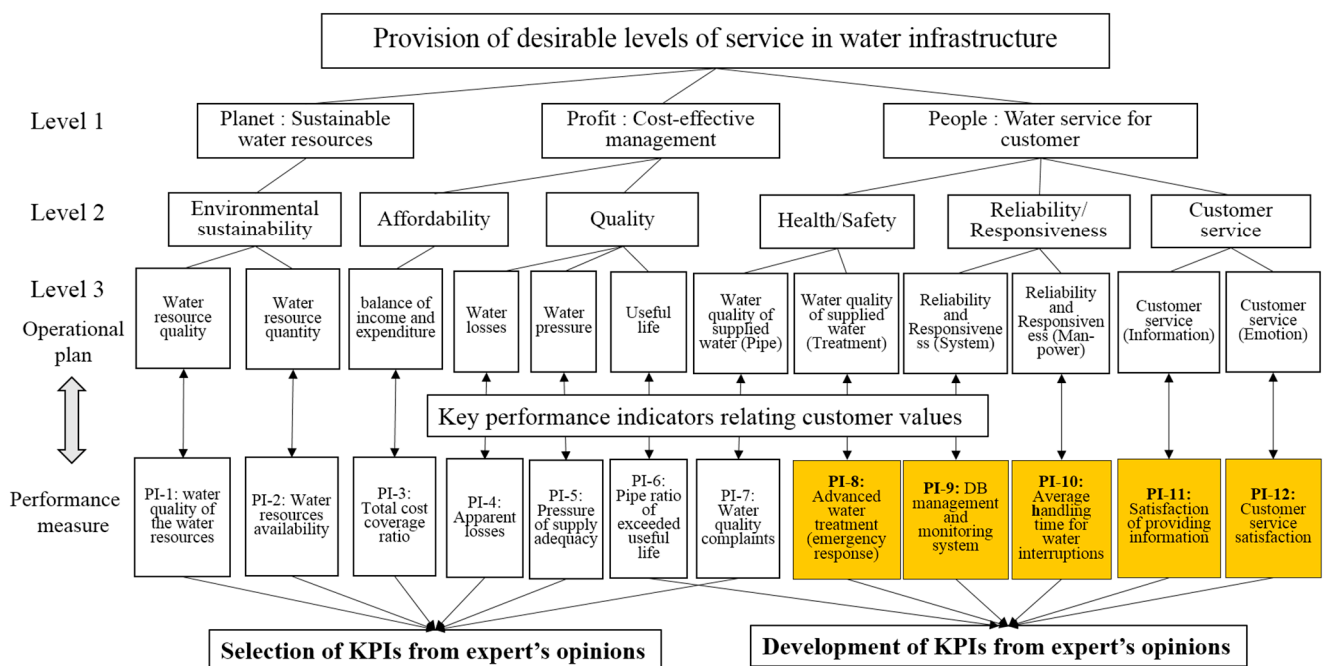 Provision of desirable levels of service in water infrastructure
Level 1
Planet : Sustainable
water resources
Profit : Cost-effective
management
People : Water service for
customer
Level 2
Environmental
sustainability
Affordability
Quality
Health/Safety
Reliability/
Responsiveness
Customer
service
Level 3
Operational
plan
Water
resource
quality
Water
resource
quantity
balance of
income and
expenditure
Water
losses
Water
pressure
Useful
life
Water
quality of
supplied
water (Pipe)
Water quality
of supplied
water
(Treatment)
Reliability
and
Responsivene
ss (System)
Reliability
and
Responsiven
ess (Man-
power)
Customer
service
(Information)
Customer
service
(Emotion)
Key performance indicators relating customer values
Performance
measure
PI-1: water
quality of
the water
resources
PI-2: Water
resources
availability
PI-3:
Total cost
coverage
ratio
PI-4:
Apparent
losses
PI-5:
Pressure
of supply
adequacy
PI-6:
Pipe ratio
of
exceeded
useful
life
PI-7:
Water
quality
complaints
PI-8:
Advanced
water
treatment
(emergency
response)
PI-9: DB
management
and
monitoring
system
PI-10:
Average
handling
time for
water
interruptions
PI-11:
Satisfaction
of providing
information
PI-12:
Customer
service
satisfaction
Selection of KPIs from expert's opinions
Development of KPIs from expert's opinions